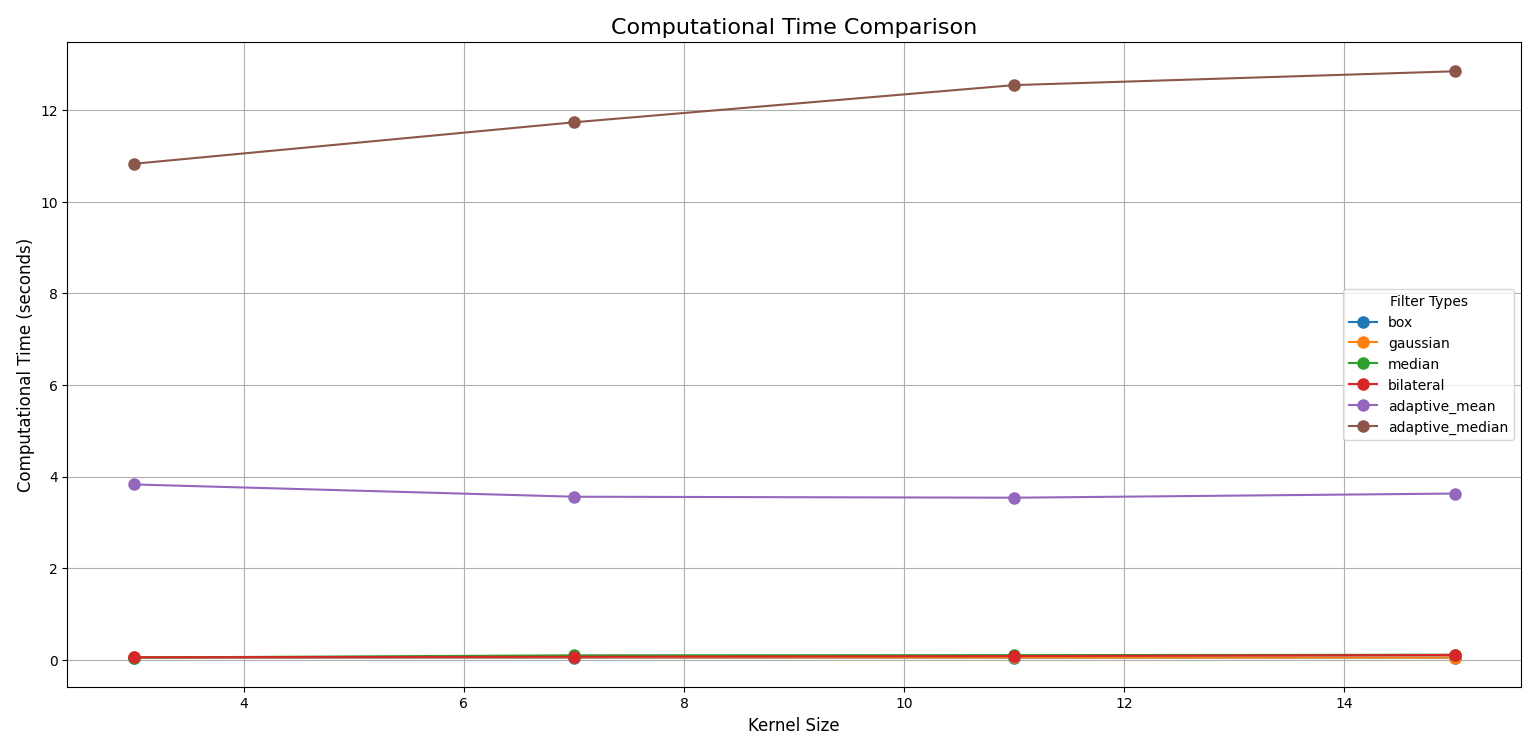 Computational Time Comparison
Computational Time (seconds)
12
10
8
6
4
2
0
4
6
8
10
12
14
Kernel Size
Filter Types
box
gaussian
median
bilateral
adaptive_mean
adaptive_median